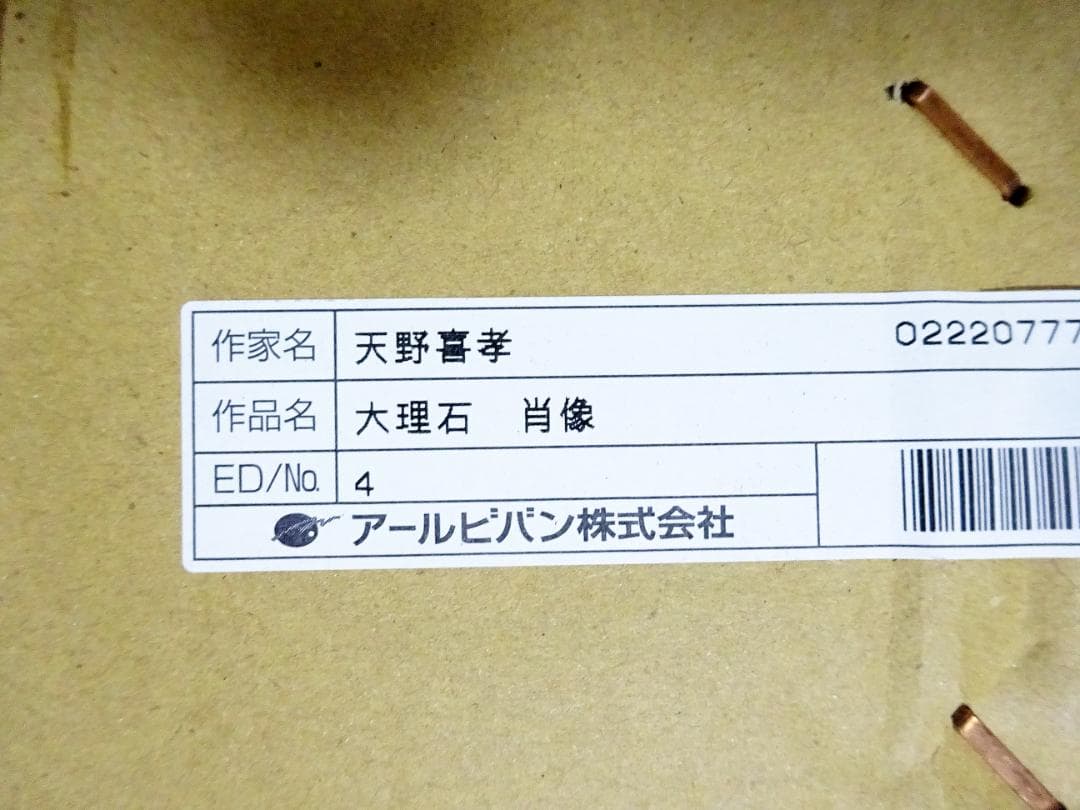 作家名 天野喜孝 02220777
作品名 大理石 肖像
ED/No. 4
アールビバン株式会社